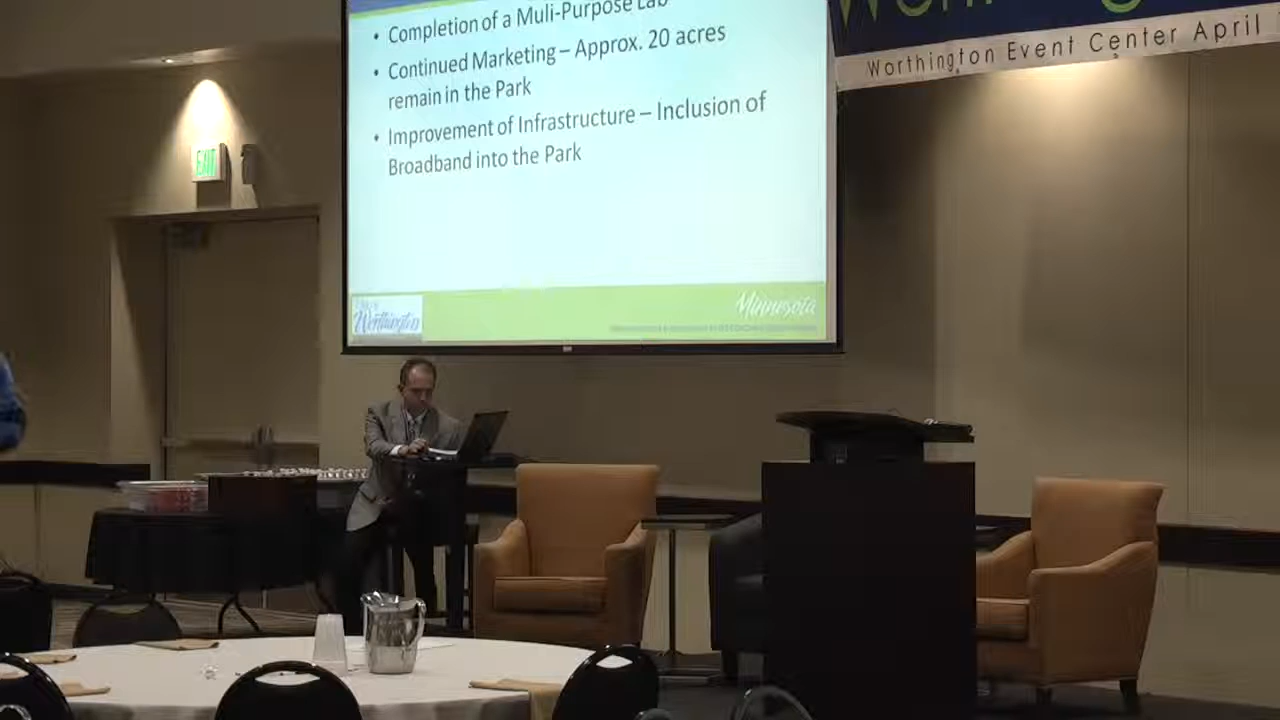 • Completion of a Muli-Purpose Lab
• Continued Marketing – Approx. 20 acres
remain in the Park
• Improvement of Infrastructure – Inclusion of
Broadband into the Park
Worthington
Minnesota
Worthington Event Center April
EXIT